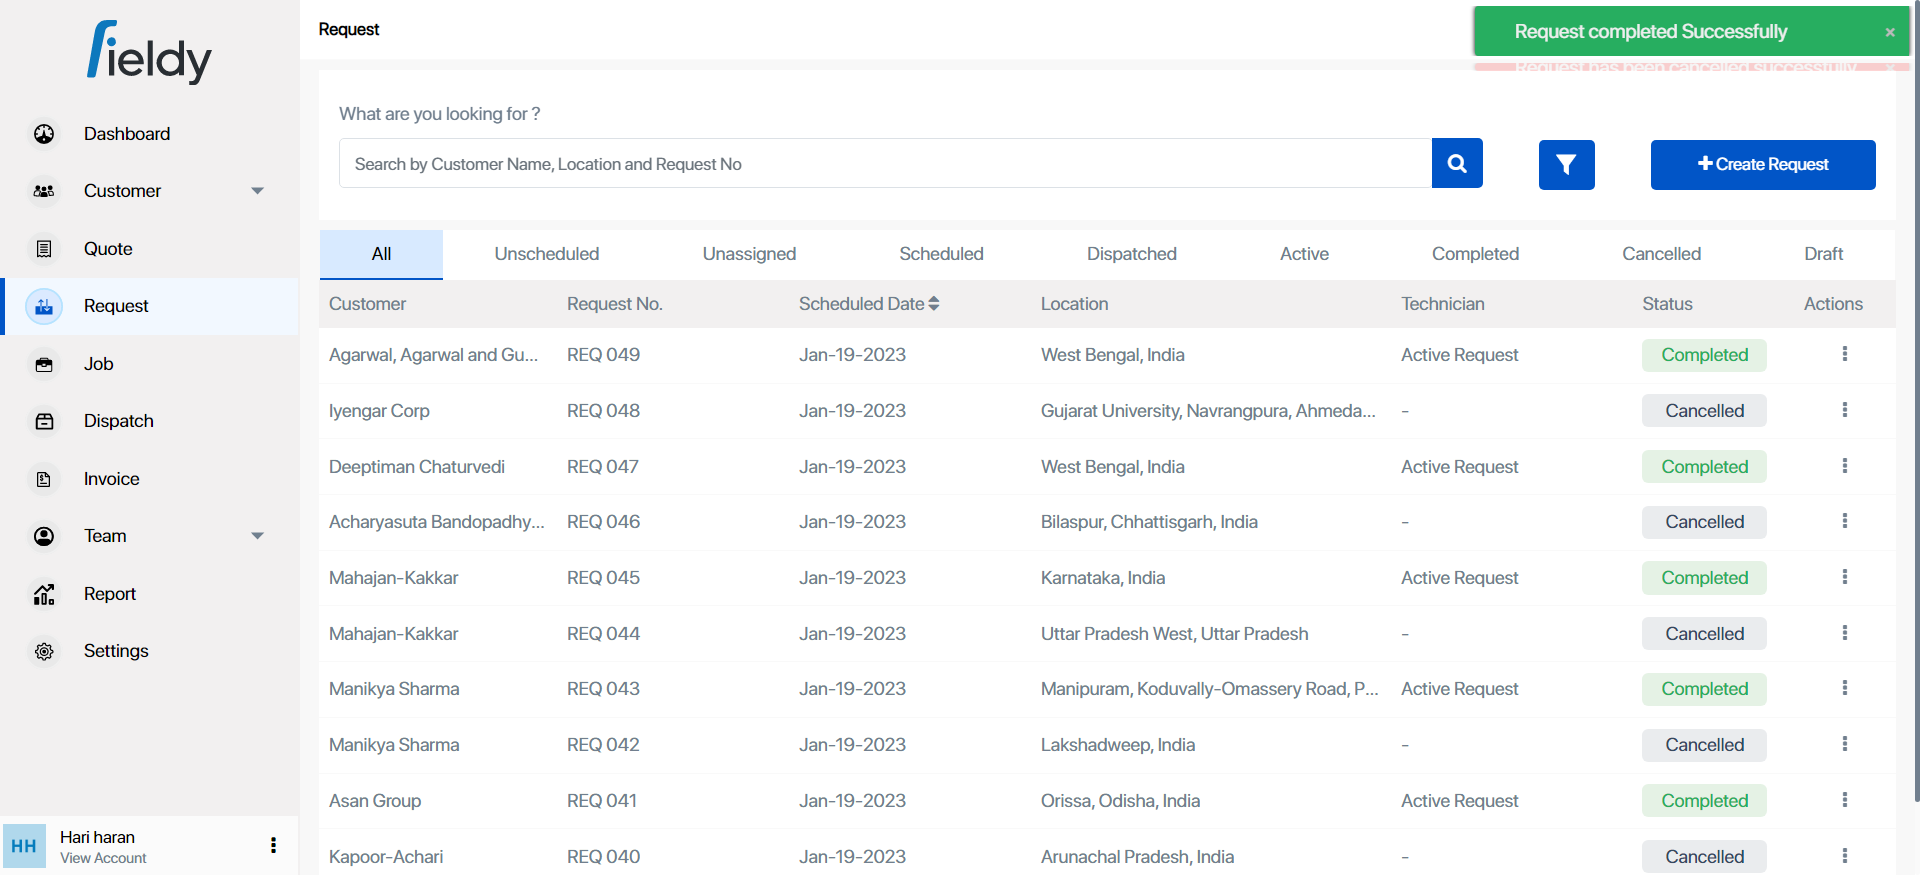 fieldy
Dashboard
Customer
Quote
Request
Job
Dispatch
Invoice
Team
Report
Settings
HH
Hari haran
View Account
Request
Request completed Successfully ×
Request has been cancelled successfully ×
What are you looking for ?
Search by Customer Name, Location and Request No
Create Request
All Unscheduled Unassigned Scheduled Dispatched Active Completed Cancelled Draft
Customer Request No. Scheduled Date Location Technician Status Actions
Agarwal, Agarwal and Gu... REQ 049 Jan-19-2023 West Bengal, India Active Request Completed
Iyengar Corp REQ 048 Jan-19-2023 Gujarat University, Navrangpura, Ahmeda... - Cancelled
Deeptiman Chaturvedi REQ 047 Jan-19-2023 West Bengal, India Active Request Completed
Acharyasuta Bandopadhy... REQ 046 Jan-19-2023 Bilaspur, Chhattisgarh, India - Cancelled
Mahajan-Kakkar REQ 045 Jan-19-2023 Karnataka, India Active Request Completed
Mahajan-Kakkar REQ 044 Jan-19-2023 Uttar Pradesh West, Uttar Pradesh - Cancelled
Manikya Sharma REQ 043 Jan-19-2023 Manipuram, Koduvally-Omassery Road, P... Active Request Completed
Manikya Sharma REQ 042 Jan-19-2023 Lakshadweep, India - Cancelled
Asan Group REQ 041 Jan-19-2023 Orissa, Odisha, India Active Request Completed
Kapoor-Achari REQ 040 Jan-19-2023 Arunachal Pradesh, India - Cancelled